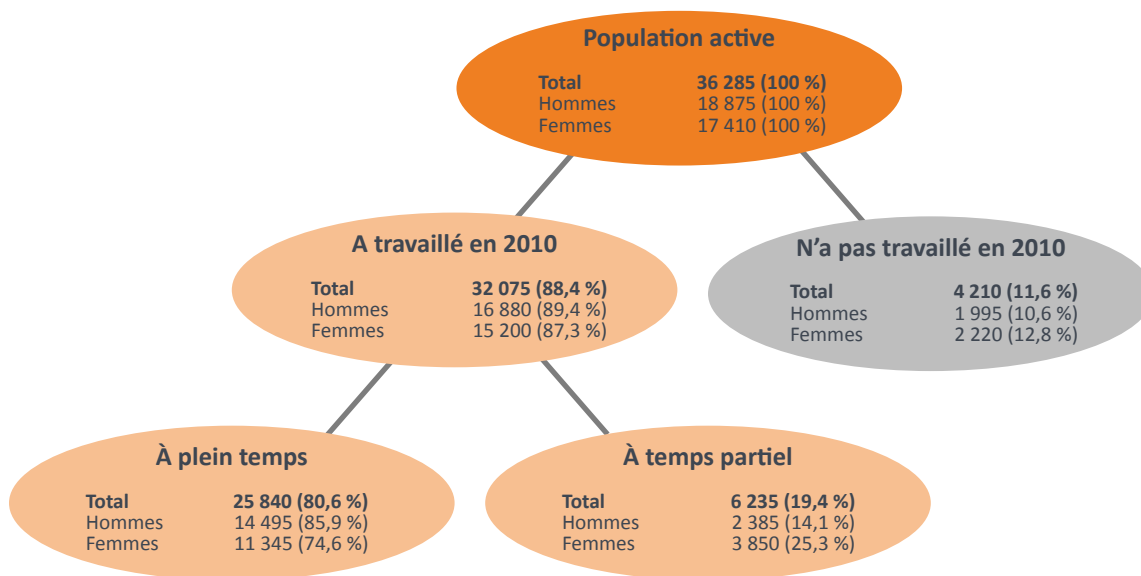 Population active
Total 36 285 (100 %)
Hommes 18 875 (100 %)
Femmes 17 410 (100 %)
A travaillé en 2010
Total 32 075 (88,4 %)
Hommes 16 880 (89,4 %)
Femmes 15 200 (87,3 %)
N'a pas travaillé en 2010
Total 4 210 (11,6 %)
Hommes 1 995 (10,6 %)
Femmes 2 220 (12,8 %)
À plein temps
Total 25 840 (80,6 %)
Hommes 14 495 (85,9 %)
Femmes 11 345 (74,6 %)
À temps partiel
Total 6 235 (19,4 %)
Hommes 2 385 (14,1 %)
Femmes 3 850 (25,3 %)